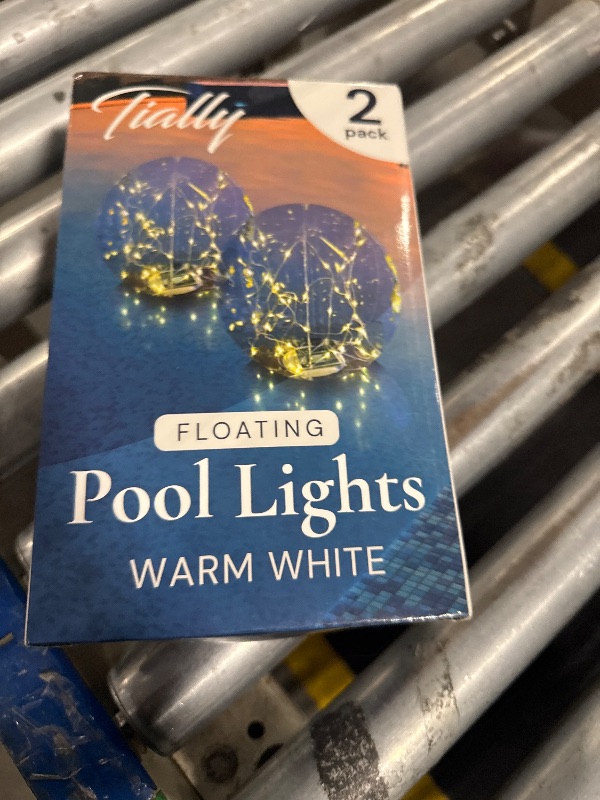 Tially
2
pack
FLOATING
Pool Lights
WARM WHITE